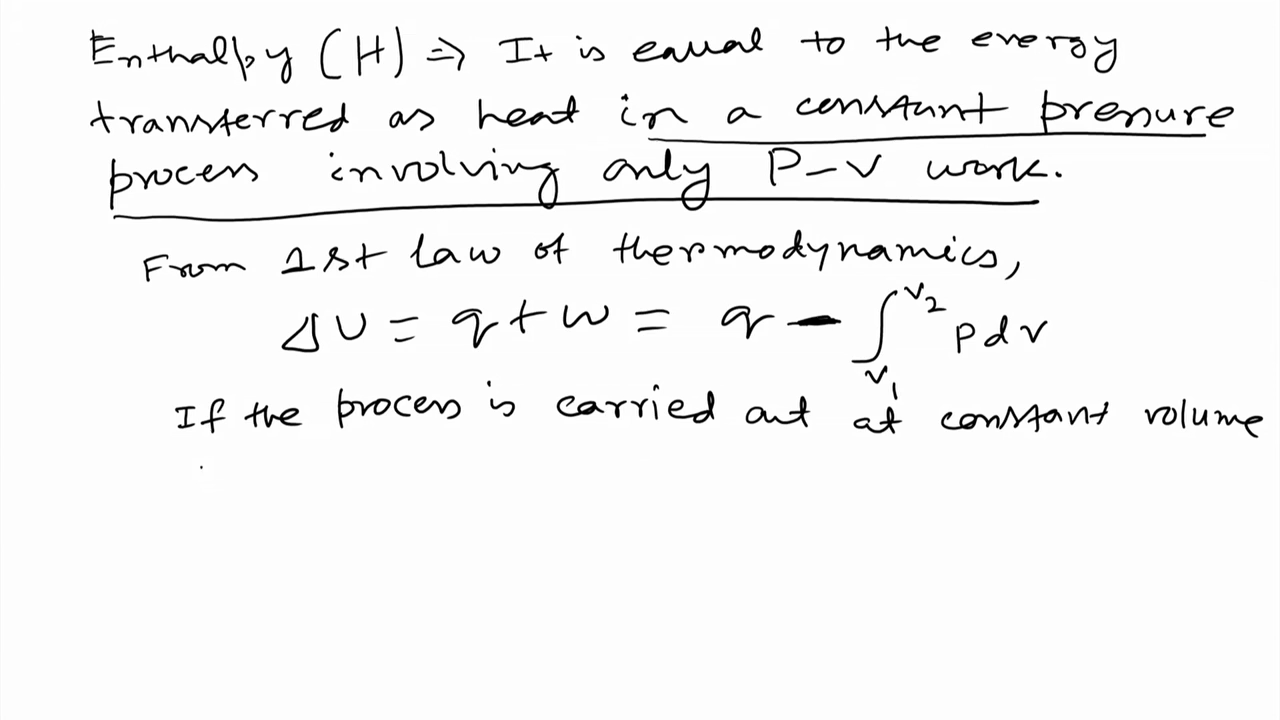 Enthalpy (H) ⇒ It is equal to the energy
transferred as heat in a constant pressure
process involving only P-V work.
From 1st law of thermodynamics,
ΔU = q + w = q - ∫_{V₁}^{V₂} P dV
If the process is carried out at constant volume